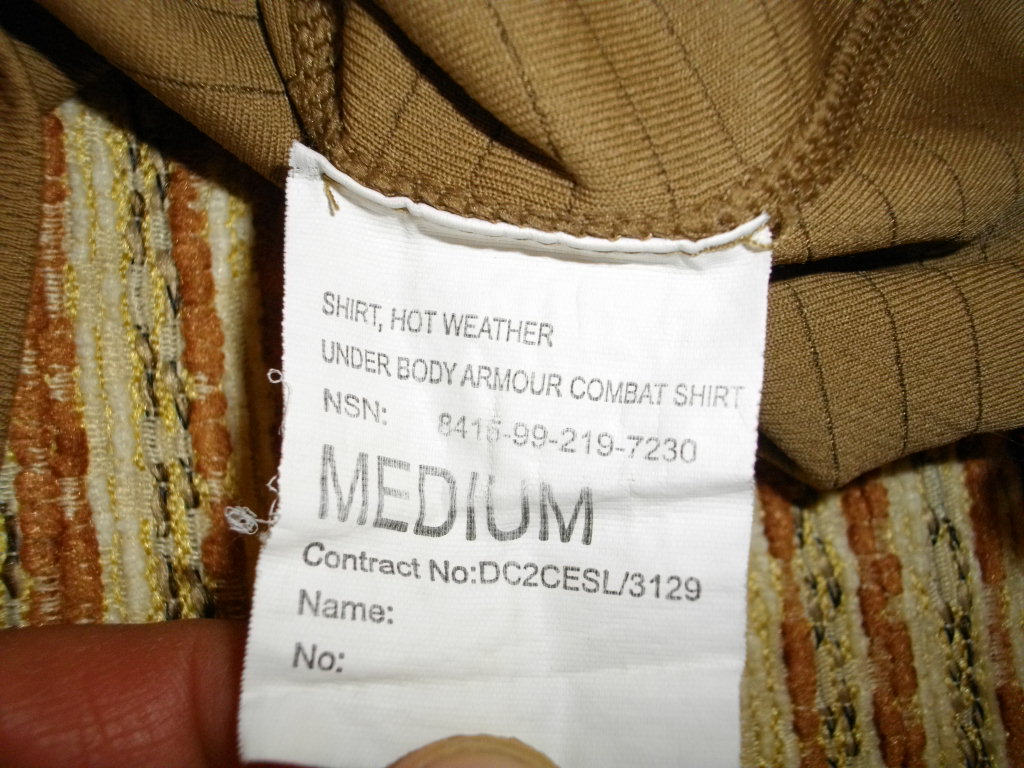 SHIRT, HOT WEATHER
UNDER BODY ARMOUR COMBAT SHIRT
NSN: 8415-99-219-7230
MEDIUM
Contract No:DC2CESL/3129
Name:
No: